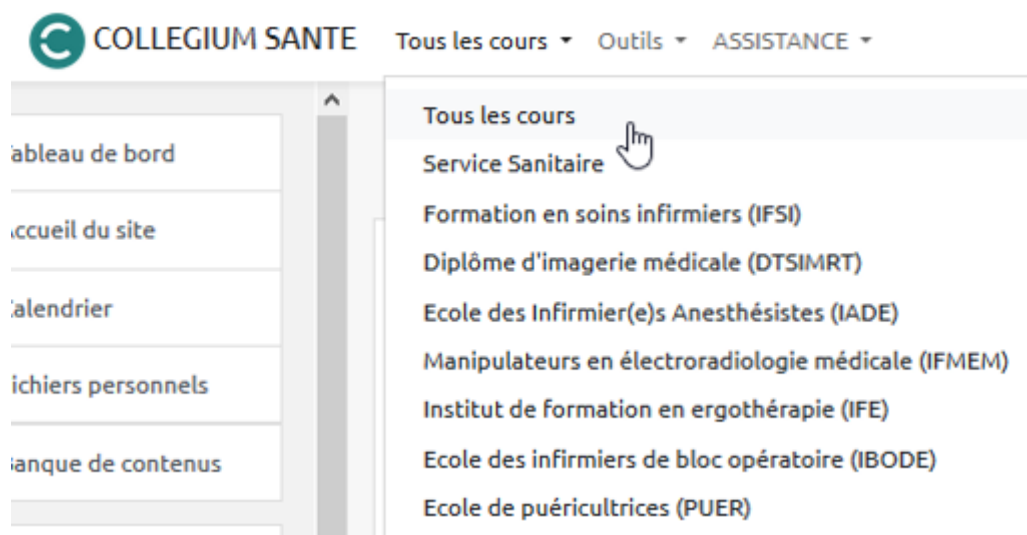 COLLEGIUM SANTE Tous les cours Outils ASSISTANCE
Tous les cours
Service Sanitaire
Formation en soins infirmiers (IFSI)
Diplôme d'imagerie médicale (DTSIMRT)
Ecole des Infirmier(e)s Anesthésistes (IADE)
Manipulateurs en électroradiologie médicale (IFMEM)
Institut de formation en ergothérapie (IFE)
Ecole des infirmiers de bloc opératoire (IBODE)
Ecole de puéricultrices (PUER)
ableau de bord
ccueil du site
alendrier
ichiers personnels
anque de contenus